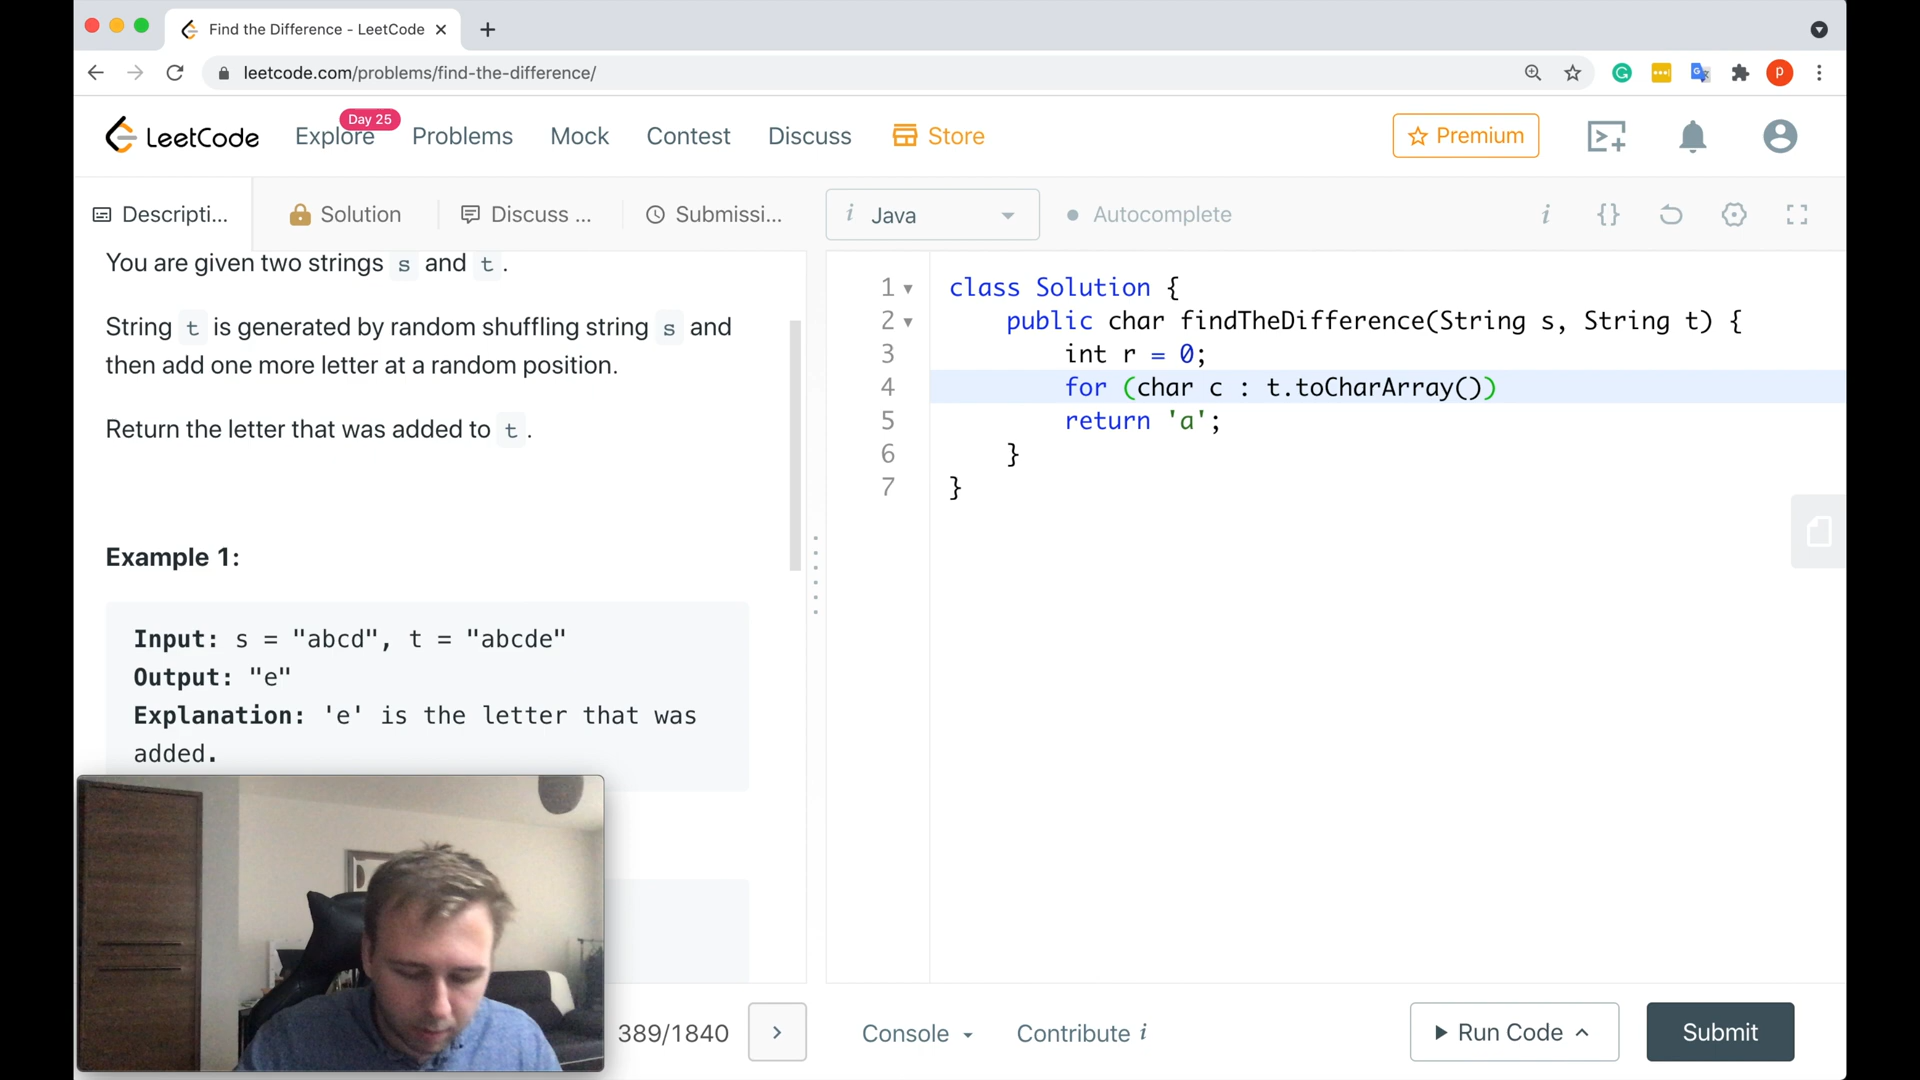 Find the Difference - LeetCode
leetcode.com/problems/find-the-difference/
P
LeetCode
Explore
Day 25
Problems
Mock
Contest
Discuss
Store
Premium
Descripti...
Solution
Discuss ...
Submissi...
i Java
Autocomplete
i {}
You are given two strings s and t.
String t is generated by random shuffling string s and
then add one more letter at a random position.
Return the letter that was added to t.
Example 1:
Input: s = "abcd", t = "abcde"
Output: "e"
Explanation: 'e' is the letter that was
added.
1 class Solution {
2 public char findTheDifference(String s, String t) {
3 int r = 0;
4 for (char c : t.toCharArray())
5 return 'a';
6 }
7 }
389/1840
Console
Contribute i
Run Code
Submit